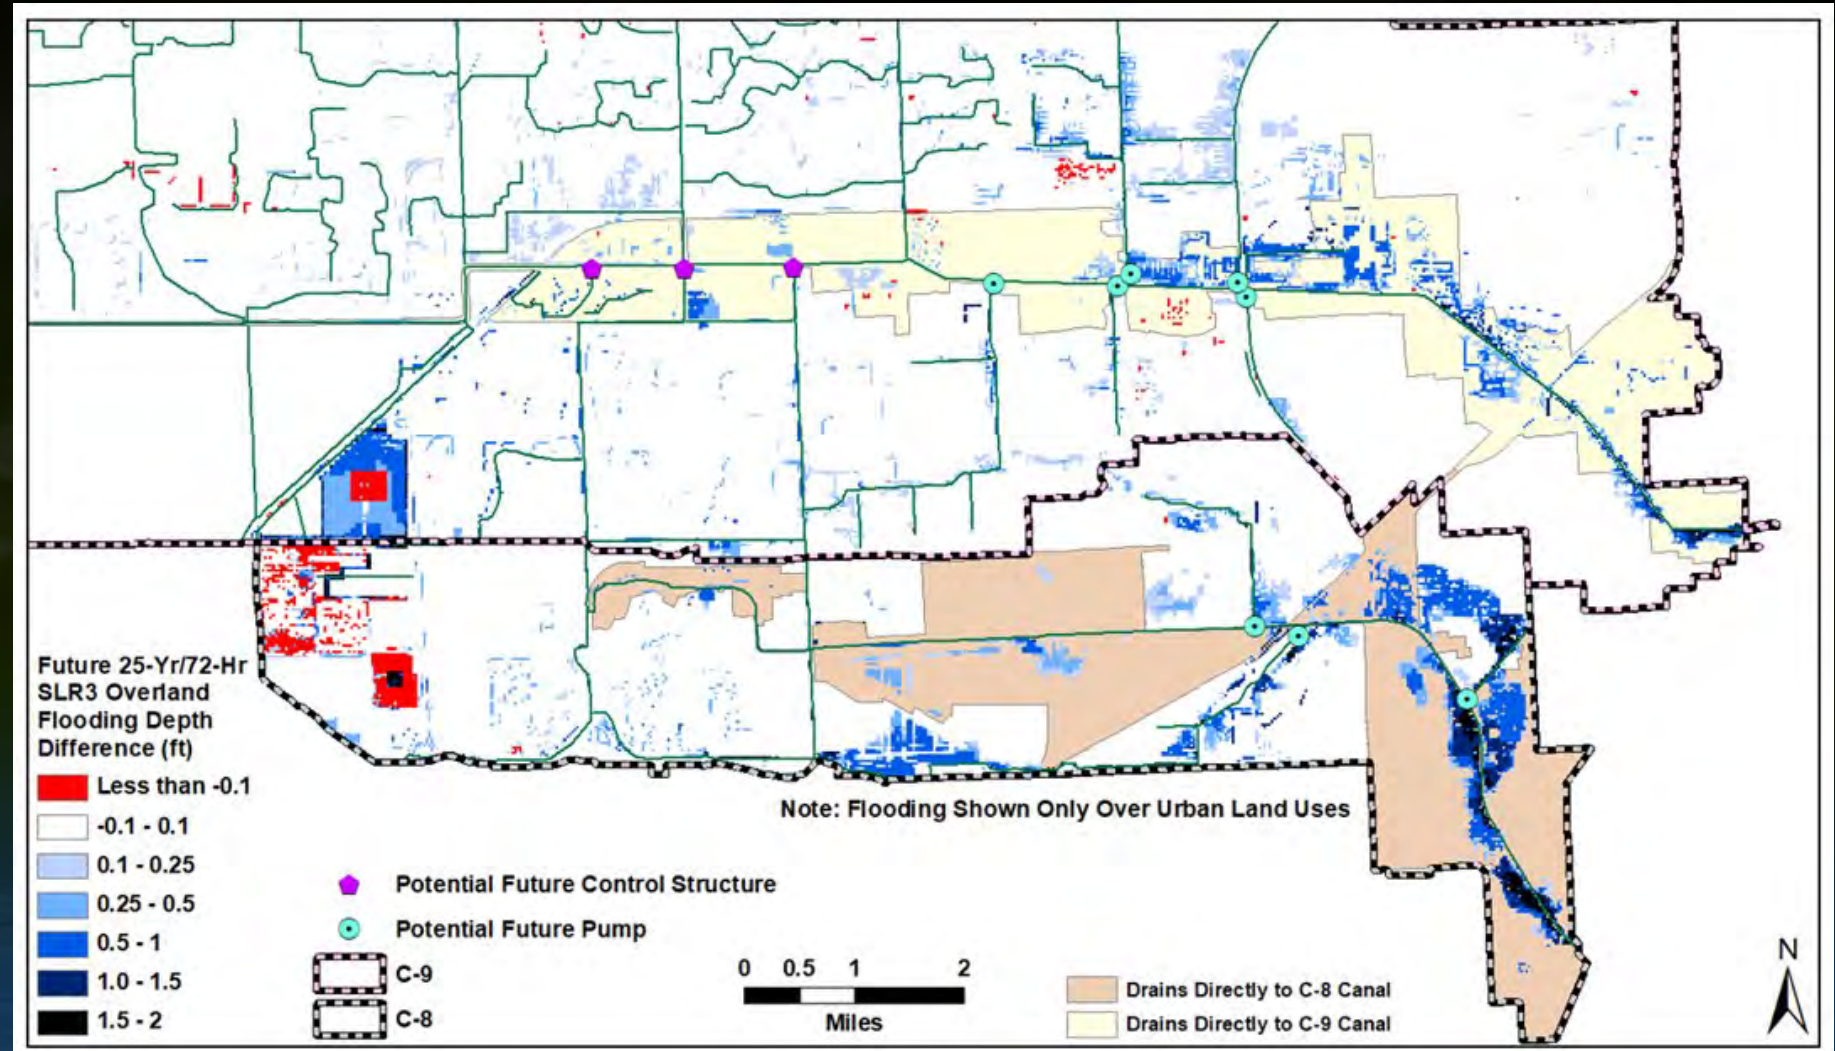 Future 25-Yr/72-Hr
SLR3 Overland
Flooding Depth
Difference (ft)
Less than -0.1
-0.1 - 0.1
0.1 - 0.25
0.25 - 0.5
0.5 - 1
1.0 - 1.5
1.5 - 2
Note: Flooding Shown Only Over Urban Land Uses
Potential Future Control Structure
Potential Future Pump
C-9
C-8
0 0.5 1 2
Miles
Drains Directly to C-8 Canal
Drains Directly to C-9 Canal
N